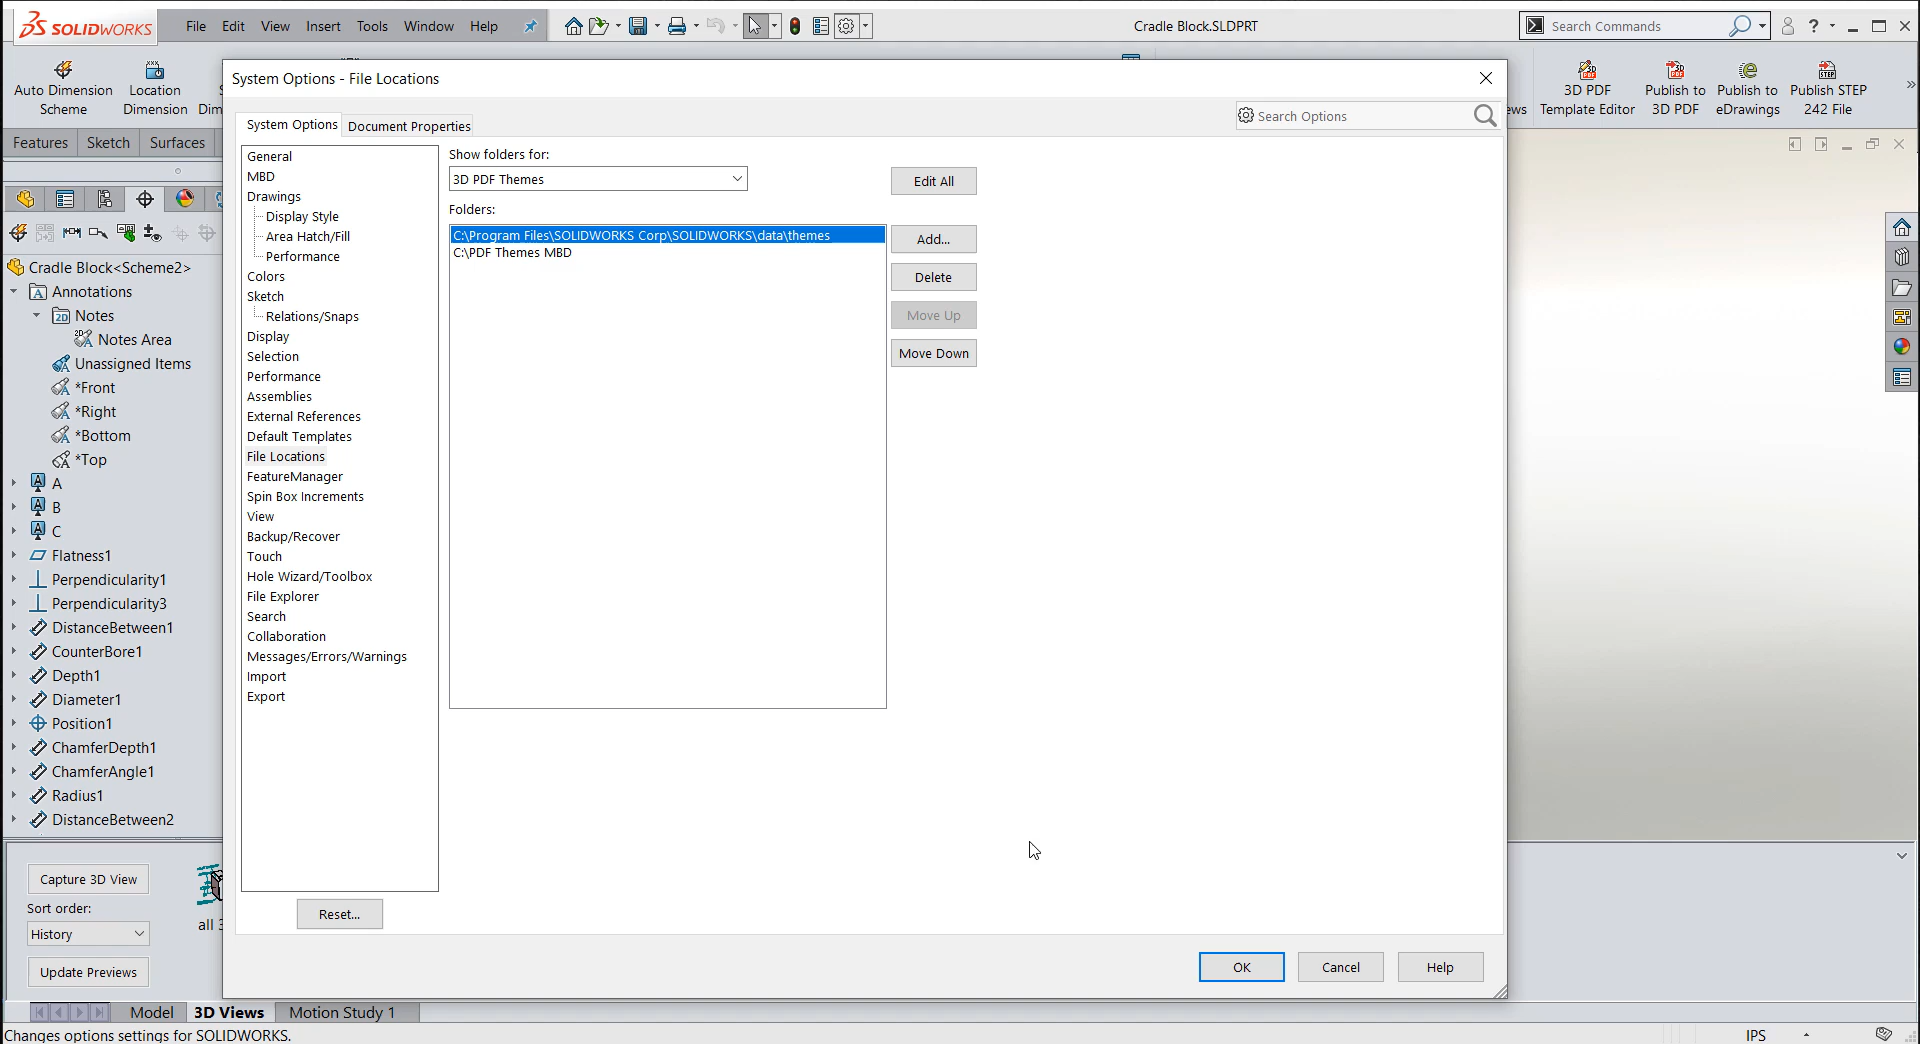 SOLIDWORKS
File Edit View Insert Tools Window Help
Cradle Block.SLDPRT
Search Commands
?
Auto Dimension Scheme
Location Dimension
3D PDF Template Editor
Publish to 3D PDF
Publish to eDrawings
Publish STEP 242 File
Features Sketch Surfaces
Cradle Block<Scheme2>
Annotations
Notes
Notes Area
Unassigned Items
*Front
*Right
*Bottom
*Top
A
B
C
Flatness1
Perpendicularity1
Perpendicularity3
DistanceBetween1
CounterBore1
Depth1
Diameter1
Position1
ChamferDepth1
ChamferAngle1
Radius1
DistanceBetween2
Capture 3D View
Sort order:
History
Update Previews
all 3
System Options - File Locations
System Options Document Properties
Search Options
General
MBD
Drawings
Display Style
Area Hatch/Fill
Performance
Colors
Sketch
Relations/Snaps
Display
Selection
Performance
Assemblies
External References
Default Templates
File Locations
FeatureManager
Spin Box Increments
View
Backup/Recover
Touch
Hole Wizard/Toolbox
File Explorer
Search
Collaboration
Messages/Errors/Warnings
Import
Export
Reset...
Show folders for:
3D PDF Themes
Folders:
C:\Program Files\SOLIDWORKS Corp\SOLIDWORKS\data\themes
C:\PDF Themes MBD
Edit All
Add...
Delete
Move Up
Move Down
OK Cancel Help
Model 3D Views Motion Study 1
Changes options settings for SOLIDWORKS.
IPS